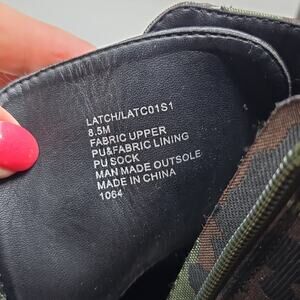 LATCH/LATC01S1
8.5M
FABRIC UPPER
PU&FABRIC LINING
PU SOCK
MAN MADE OUTSOLE
MADE IN CHINA
1064